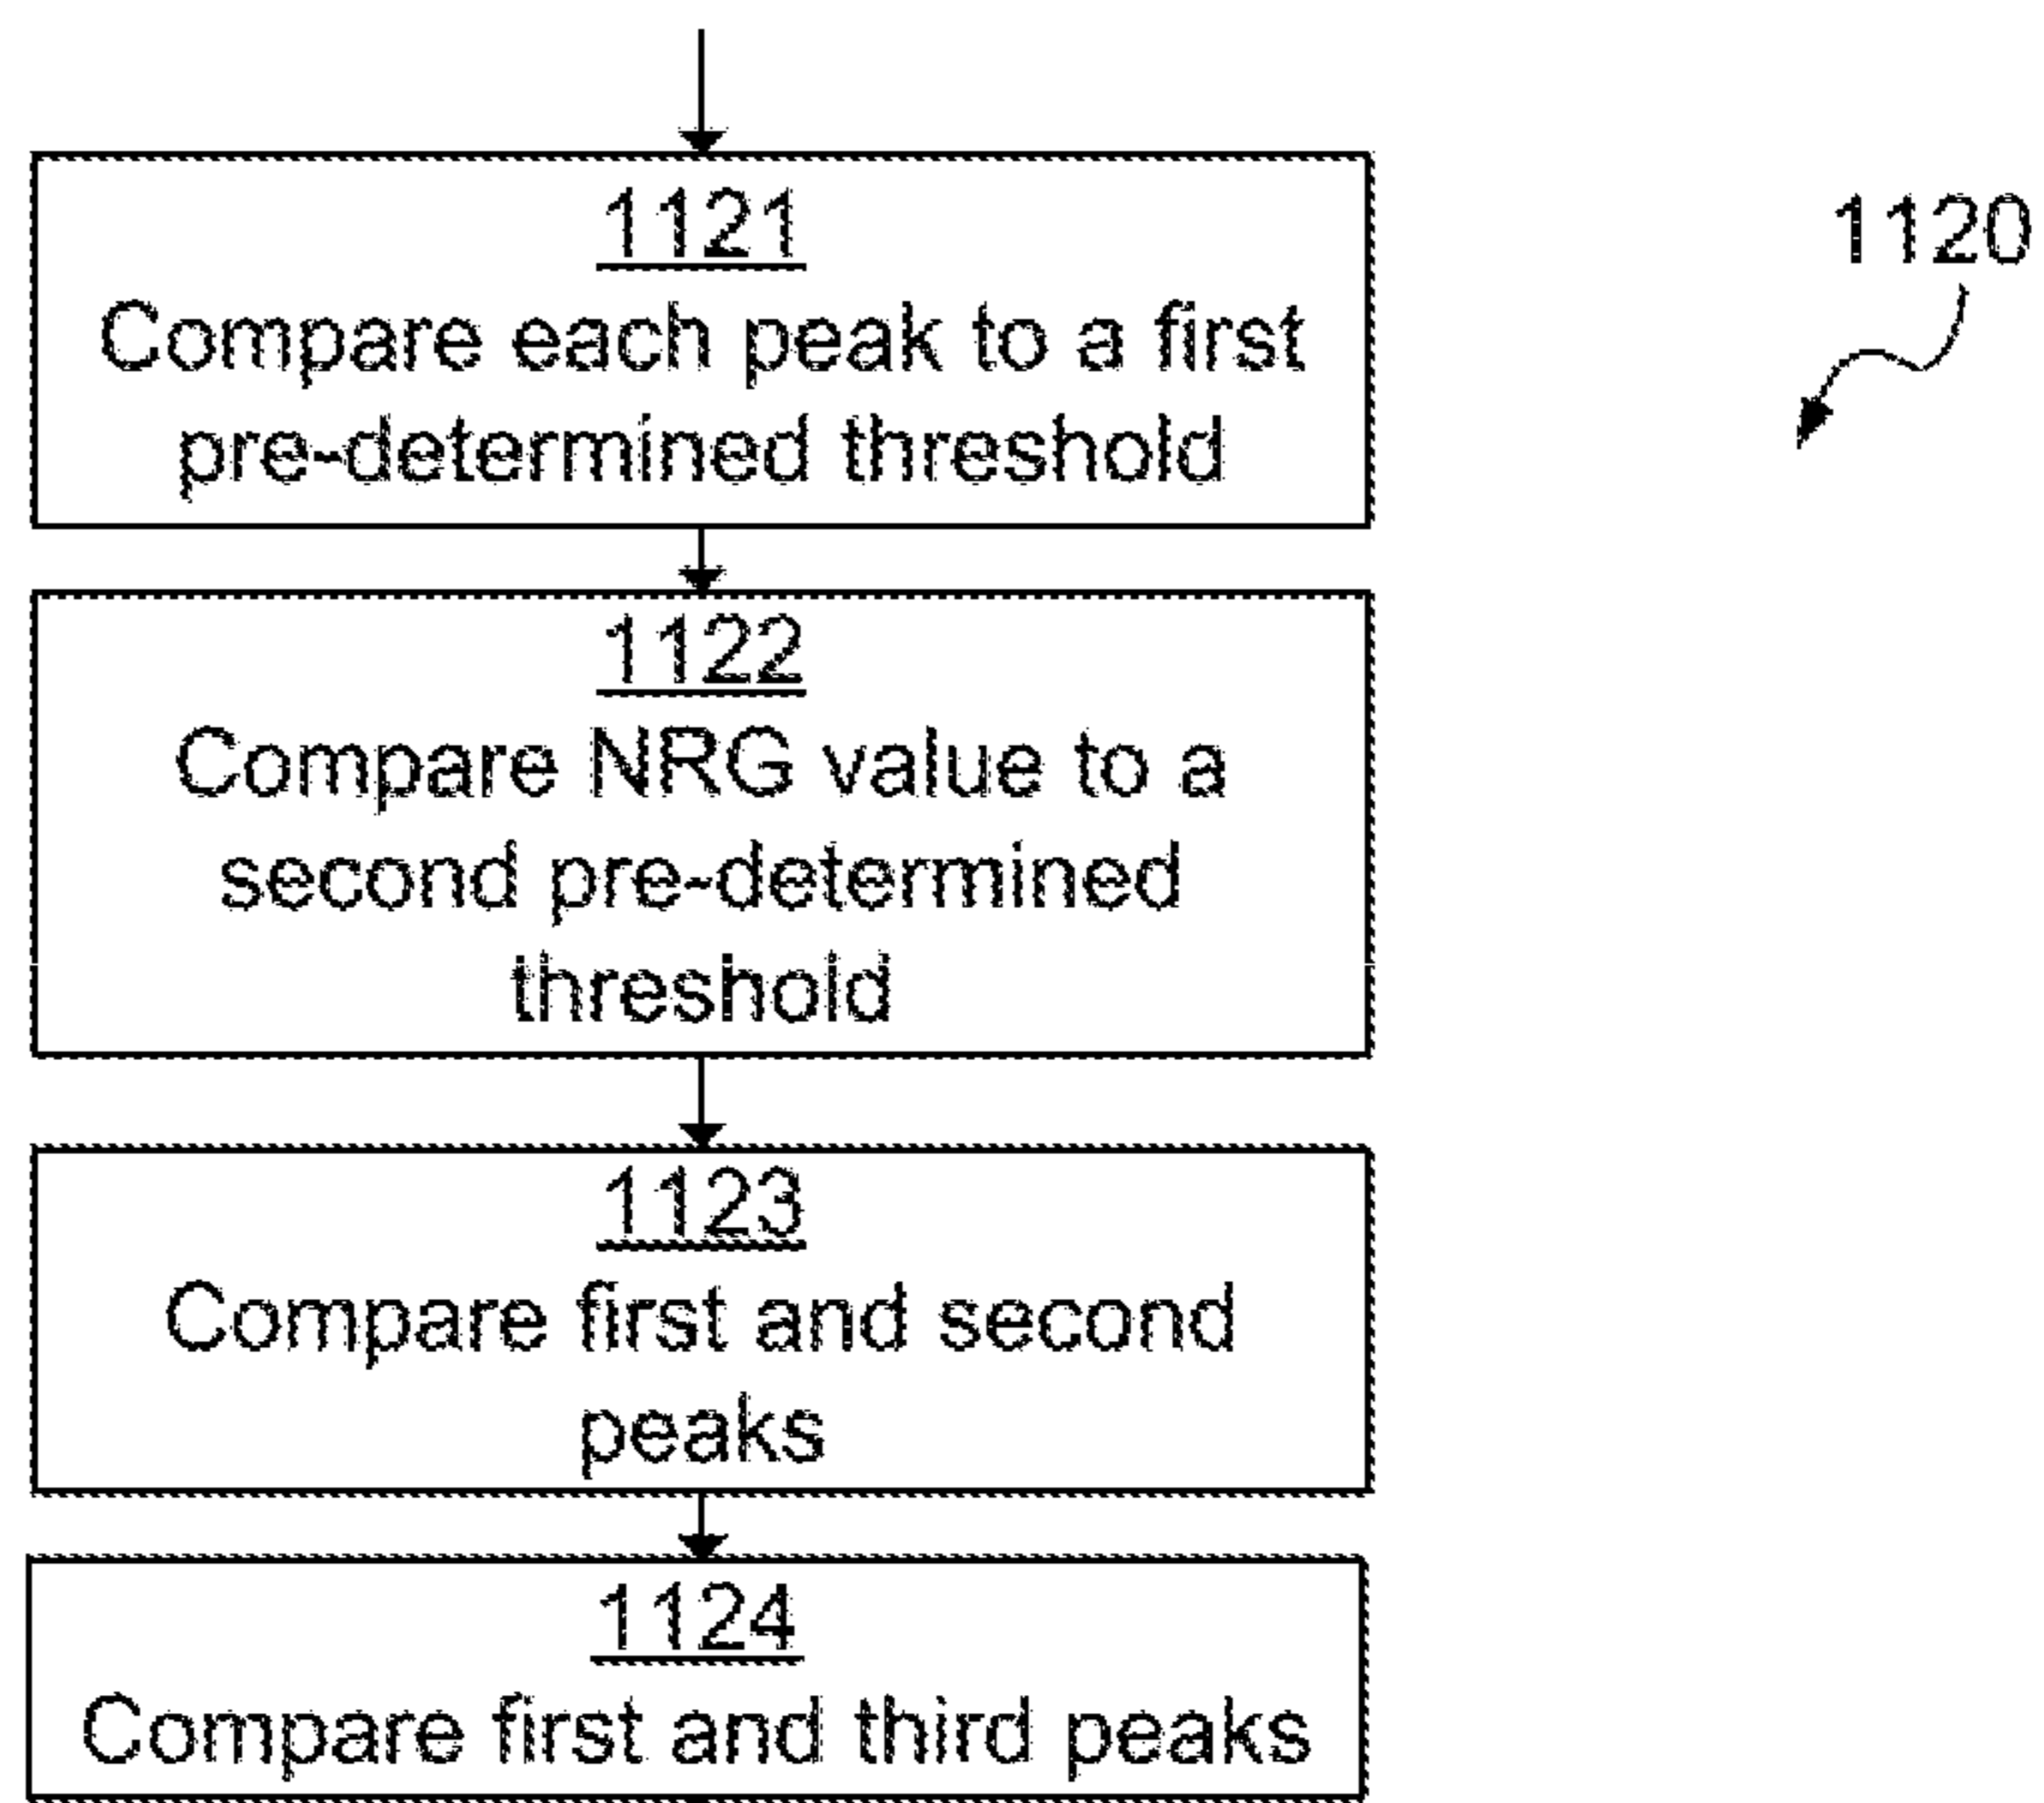 1121
Compare each peak to a first
pre-determined threshold
1120
1122
Compare NRG value to a
second pre-determined
threshold
1123
Compare first and second
peaks
1124
Compare first and third peaks